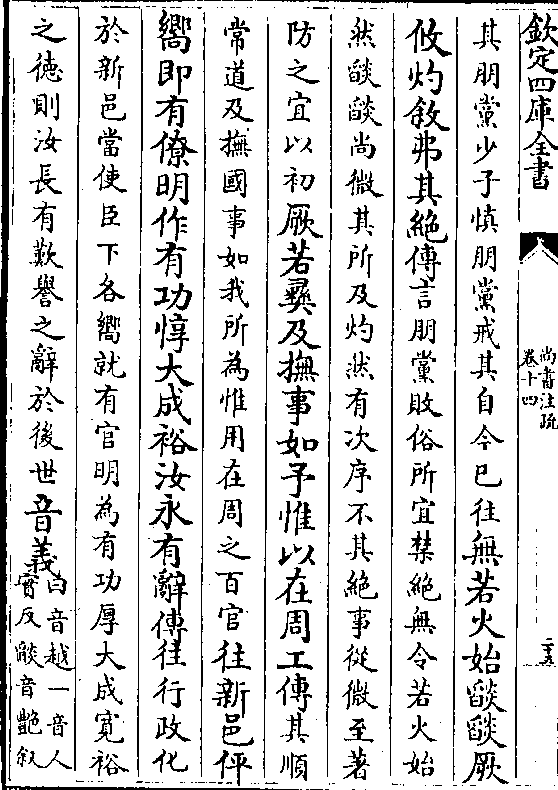 欽定四庫全書
尚書注疏
卷十四
二十五
其朋黨少子慎朋黨戒其自今已往無若火始燄燄厥
攸灼敘弗其絶傳言朋黨敗俗所宜禁絶無令若火始
然燄燄尚微其所及灼然有次序不其絶事從微至著
防之宜以初厥若彝及撫事如予惟以在周工傳其順
常道及撫國事如我所為惟用在周之百官往新邑伻
嚮即有僚明作有功惇大成裕汝永有辭傳往行政化
於新邑當使臣下各嚮就有官明為有功厚大成寛裕
之徳則汝長有歎譽之辭於後世音義曰音越一音人
實反燄音豔敘